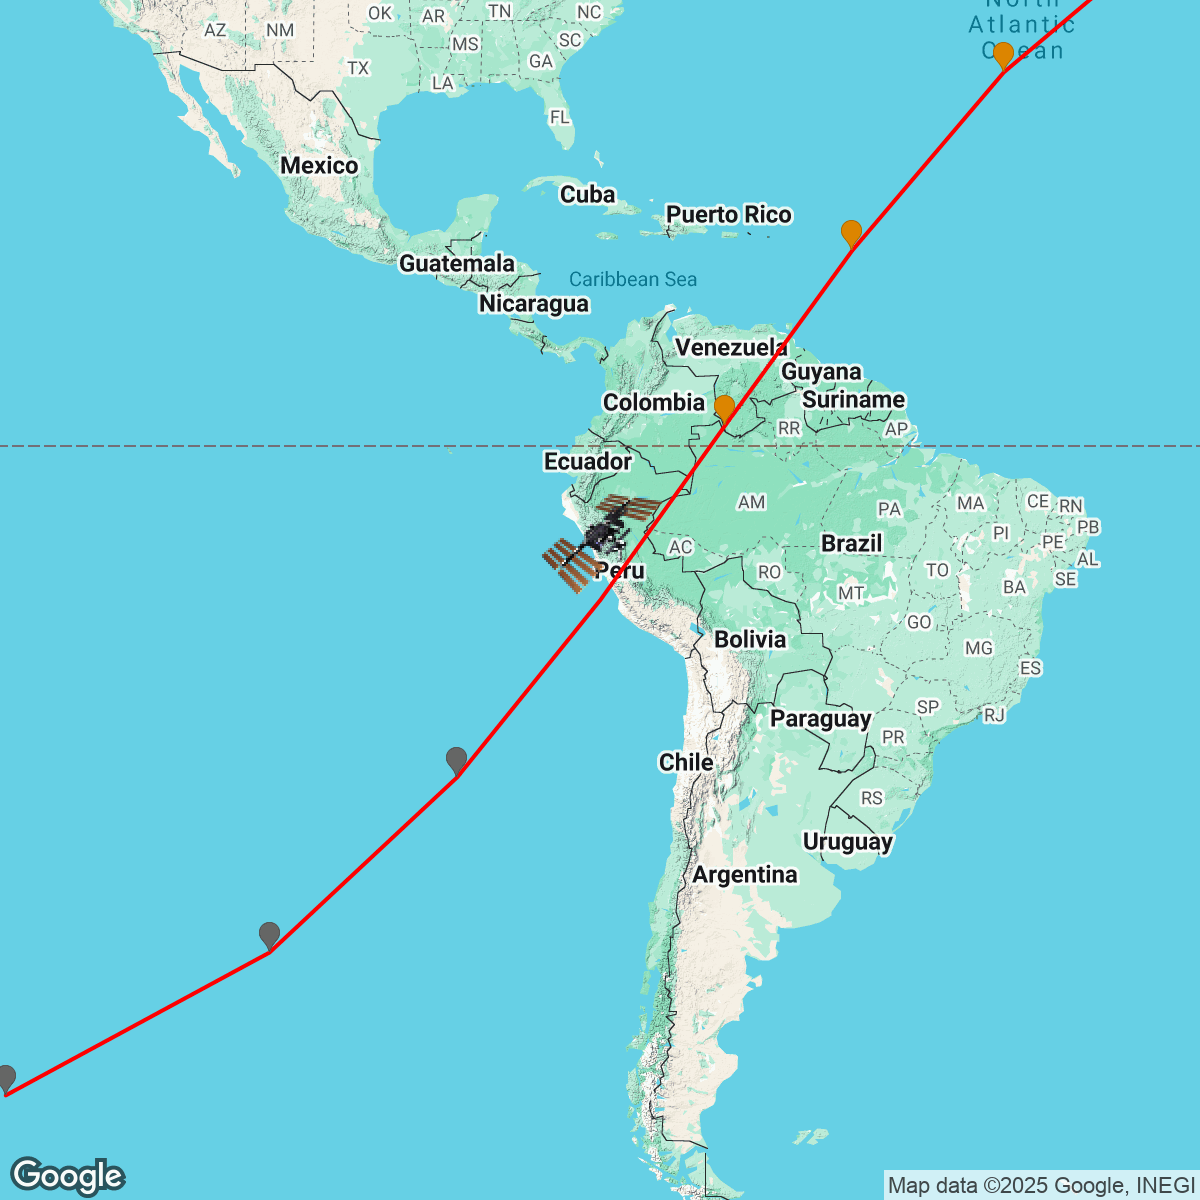 North
Atlantic
Ocean
OK
AR
TN
NC
AZ
NM
MS
SC
GA
TX
LA
FL
Mexico
Cuba
Puerto Rico
Guatemala
Caribbean Sea
Nicaragua
Venezuela
Guyana
Colombia
Suriname
RR
AP
Ecuador
AM
PA
MA
CE
RN
PB
PI
PE
AL
Brazil
AC
Peru
RO
TO
SE
BA
MT
GO
Bolivia
MG
ES
SP
RJ
Paraguay
PR
Chile
RS
Uruguay
Argentina
Google
Map data ©2025 Google, INEGI